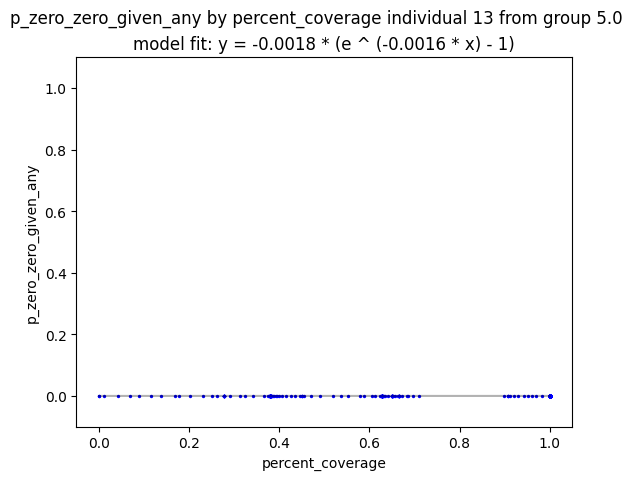 p_zero_zero_given_any by percent_coverage individual 13 from group 5.0
model fit: y = -0.0018 * (e ^ (-0.0016 * x) - 1)
1.0
0.8
0.6
0.4
0.2
0.0
p_zero_zero_given_any
0.0 0.2 0.4 0.6 0.8 1.0
percent_coverage